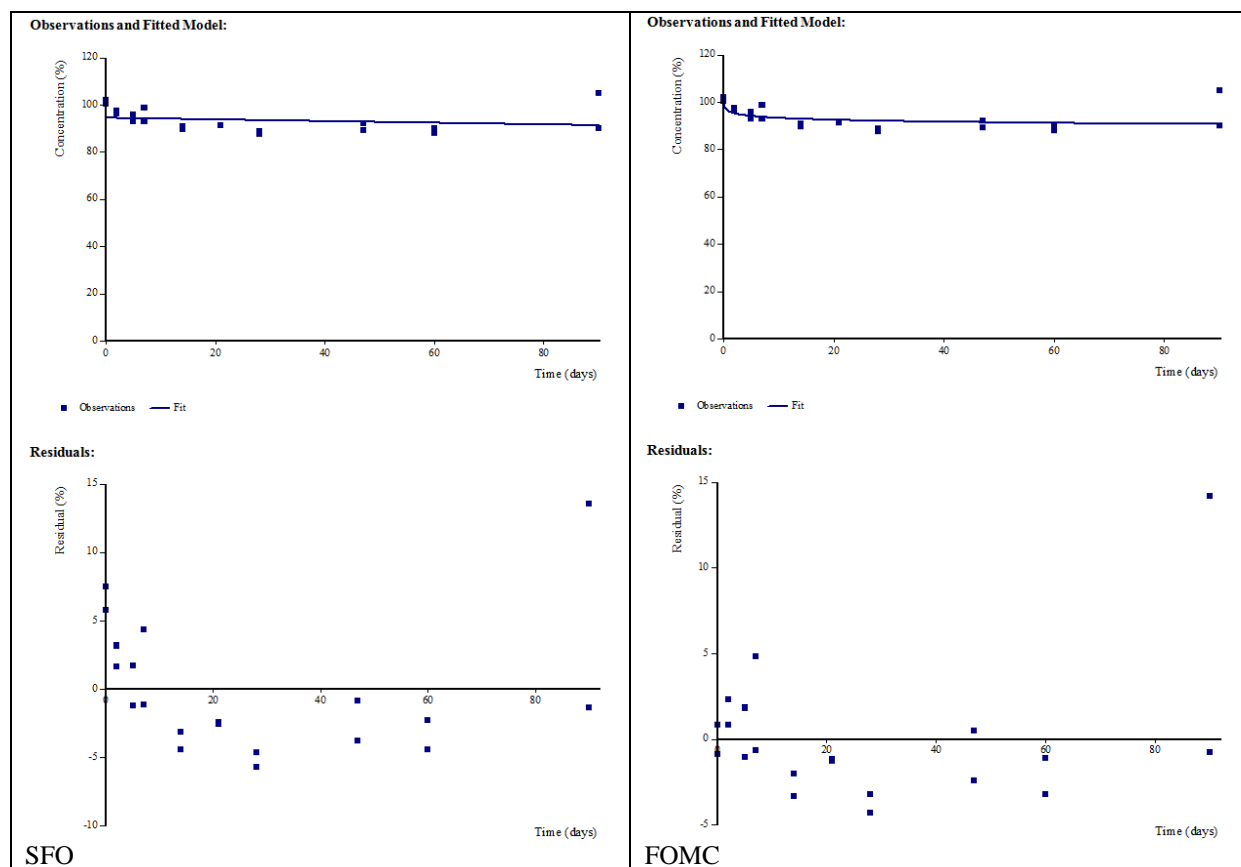 Observations and Fitted Model:
Concentration (%)
120
100
80
60
40
20
0
0
20
40
60
80
Time (days)
Observations
Fit
Residuals:
Residual (%)
15
10
5
0
-5
-10
0
20
40
60
80
Time (days)
SFO
Observations and Fitted Model:
Concentration (%)
120
100
80
60
40
20
0
0
20
40
60
80
Time (days)
Observations
Fit
Residuals:
Residual (%)
15
10
5
0
-5
0
20
40
60
80
Time (days)
FOMC